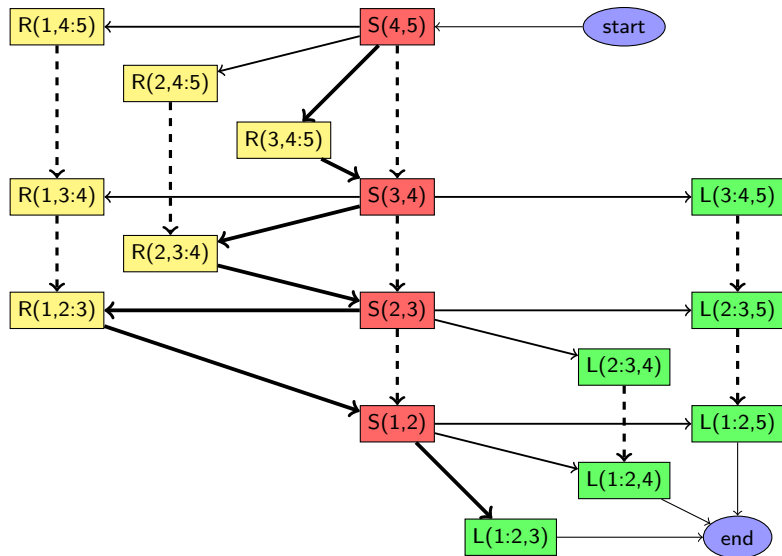 R(1,4:5)
S(4,5)
start
R(2,4:5)
R(3,4:5)
R(1,3:4)
S(3,4)
L(3:4,5)
R(2,3:4)
R(1,2:3)
S(2,3)
L(2:3,5)
L(2:3,4)
S(1,2)
L(1:2,5)
L(1:2,4)
L(1:2,3)
end